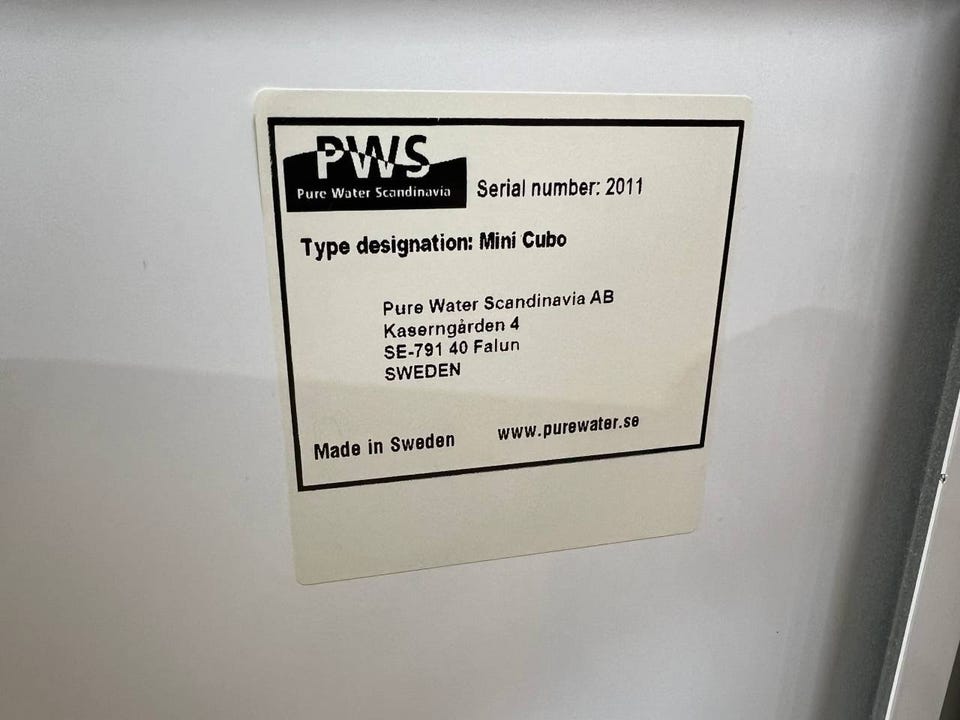 PWS
Pure Water Scandinavia
Serial number: 2011
Type designation: Mini Cubo
Pure Water Scandinavia AB
Kaserngården 4
SE-791 40 Falun
SWEDEN
Made in Sweden
www.purewater.se